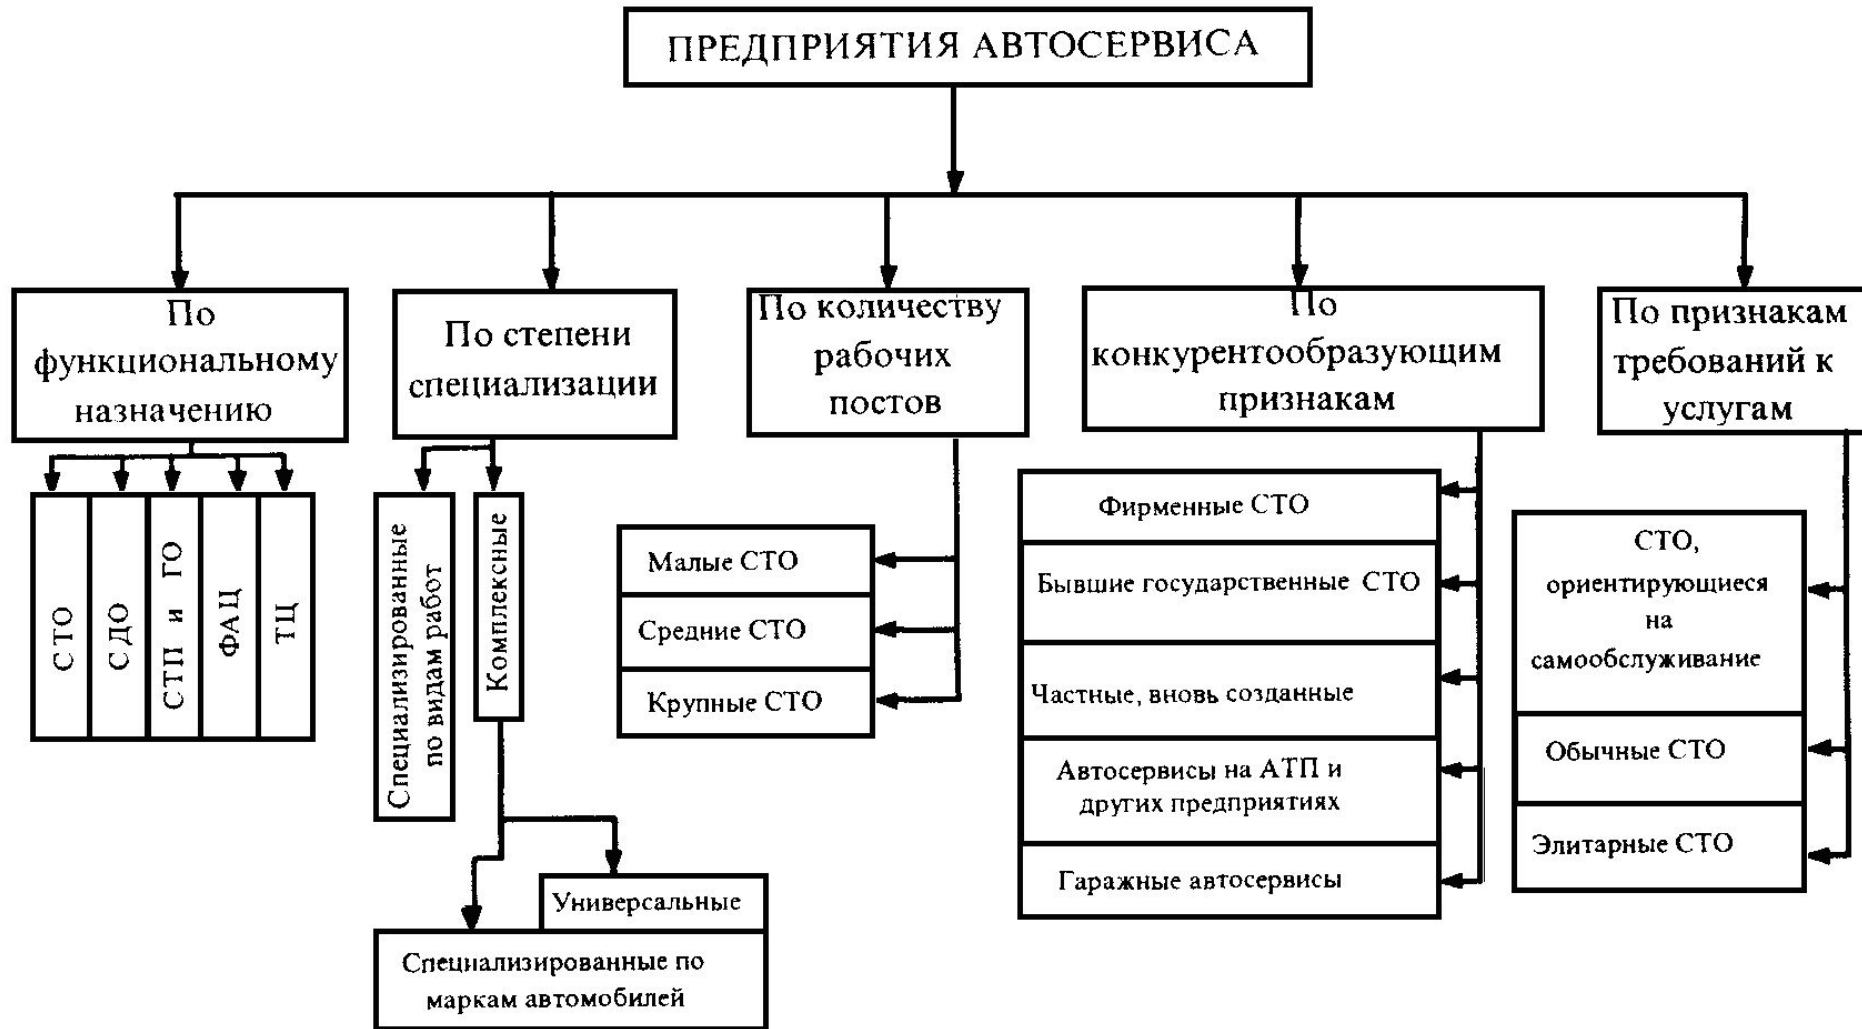 ПРЕДПРИЯТИЯ АВТОСЕРВИСА
По
функциональному
назначению
СТО
СДО
СТП и ГО
ФАЦ
ТЦ
По степени
специализации
Специализированные
по видам работ
Комплексные
Универсальные
Специализированные по
маркам автомобилей
По количеству
рабочих
постов
Малые СТО
Средние СТО
Крупные СТО
По
конкурентообразующим
признакам
Фирменные СТО
Бывшие государственные СТО
Частные, вновь созданные
Автосервисы на АТП и
других предприятиях
Гаражные автосервисы
По признакам
требований к
услугам
СТО,
ориентирующиеся
на
самообслуживание
Обычные СТО
Элитарные СТО